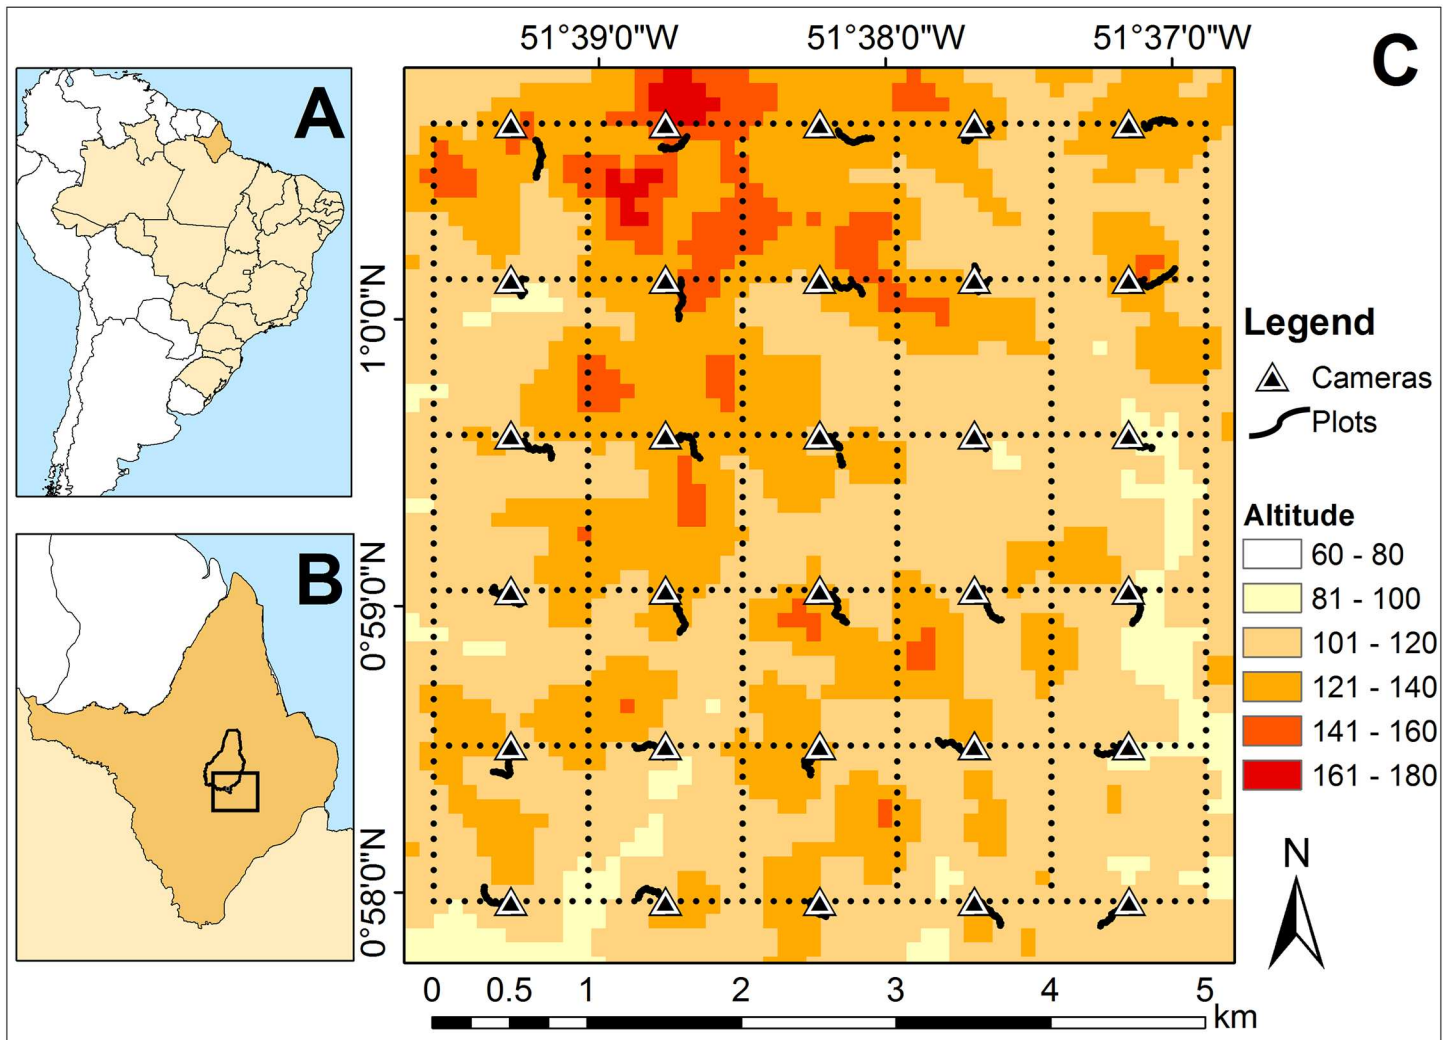 A
B
C
51°39'0"W 51°38'0"W 51°37'0"W
1°0'0"N
0°59'0"N
0°58'0"N
0 0.5 1 2 3 4 5
km
Legend
Cameras
Plots
Altitude
60 - 80
81 - 100
101 - 120
121 - 140
141 - 160
161 - 180
N